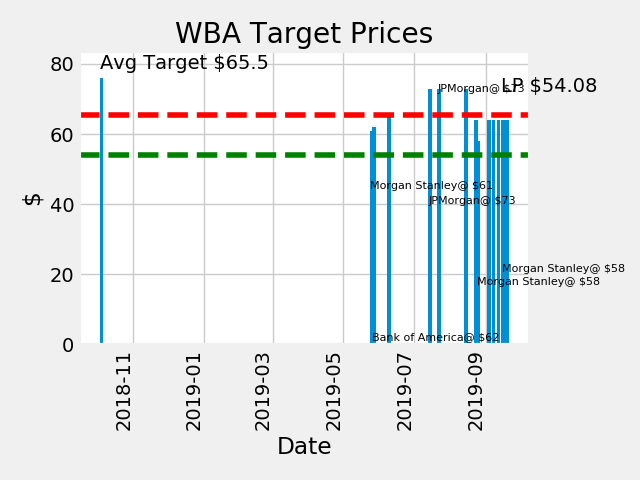 WBA Target Prices
Avg Target $65.5
LP $54.08
JPMorgan@ $73
Morgan Stanley@ $61
JPMorgan@ $73
Morgan Stanley@ $58
Morgan Stanley@ $58
Bank of America@ $62
$
80
60
40
20
0
2018-11
2019-01
2019-03
2019-05
2019-07
2019-09
Date